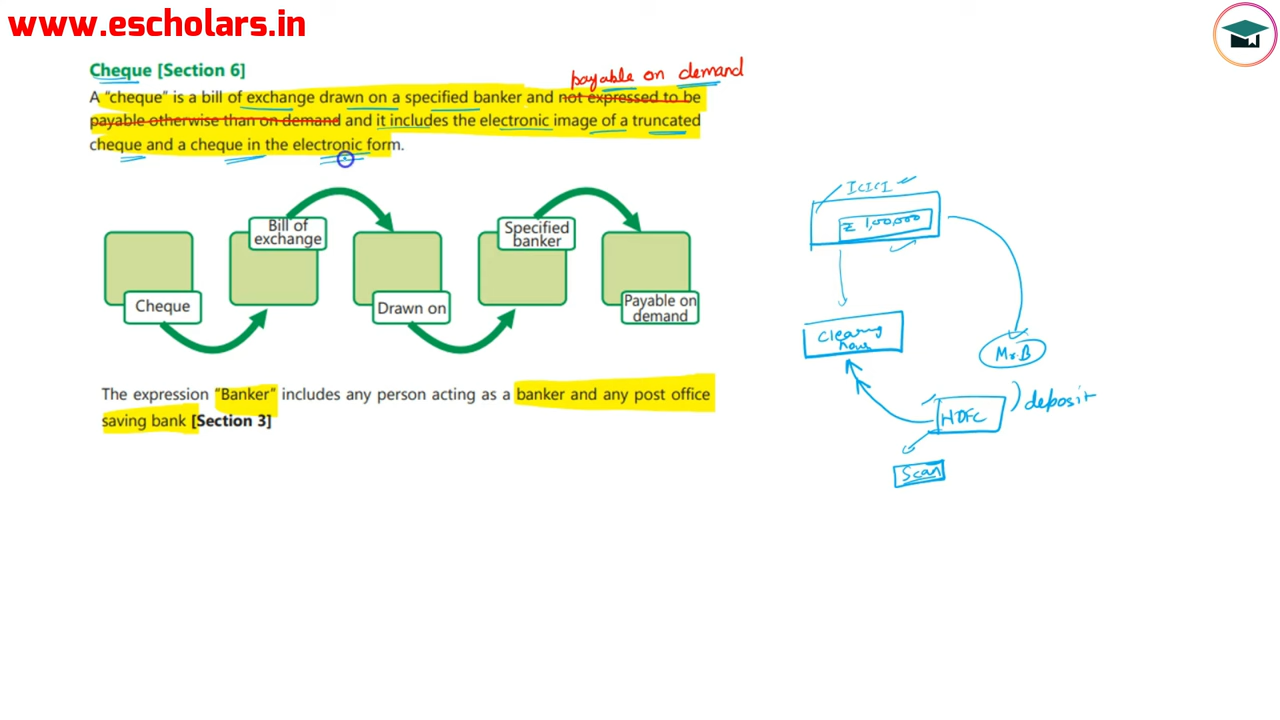 www.escholars.in
Cheque [Section 6]
payable on demand
A “cheque” is a bill of exchange drawn on a specified banker and not expressed to be
payable otherwise than on demand and it includes the electronic image of a truncated
cheque and a cheque in the electronic form.
Bill of
exchange
Specified
banker
Cheque
Drawn on
Payable on
demand
The expression “Banker” includes any person acting as a banker and any post office
saving bank [Section 3]
ICICI
₹ 1,00,000
Clearing
house
Mr.B
HDFC
deposit
Scan